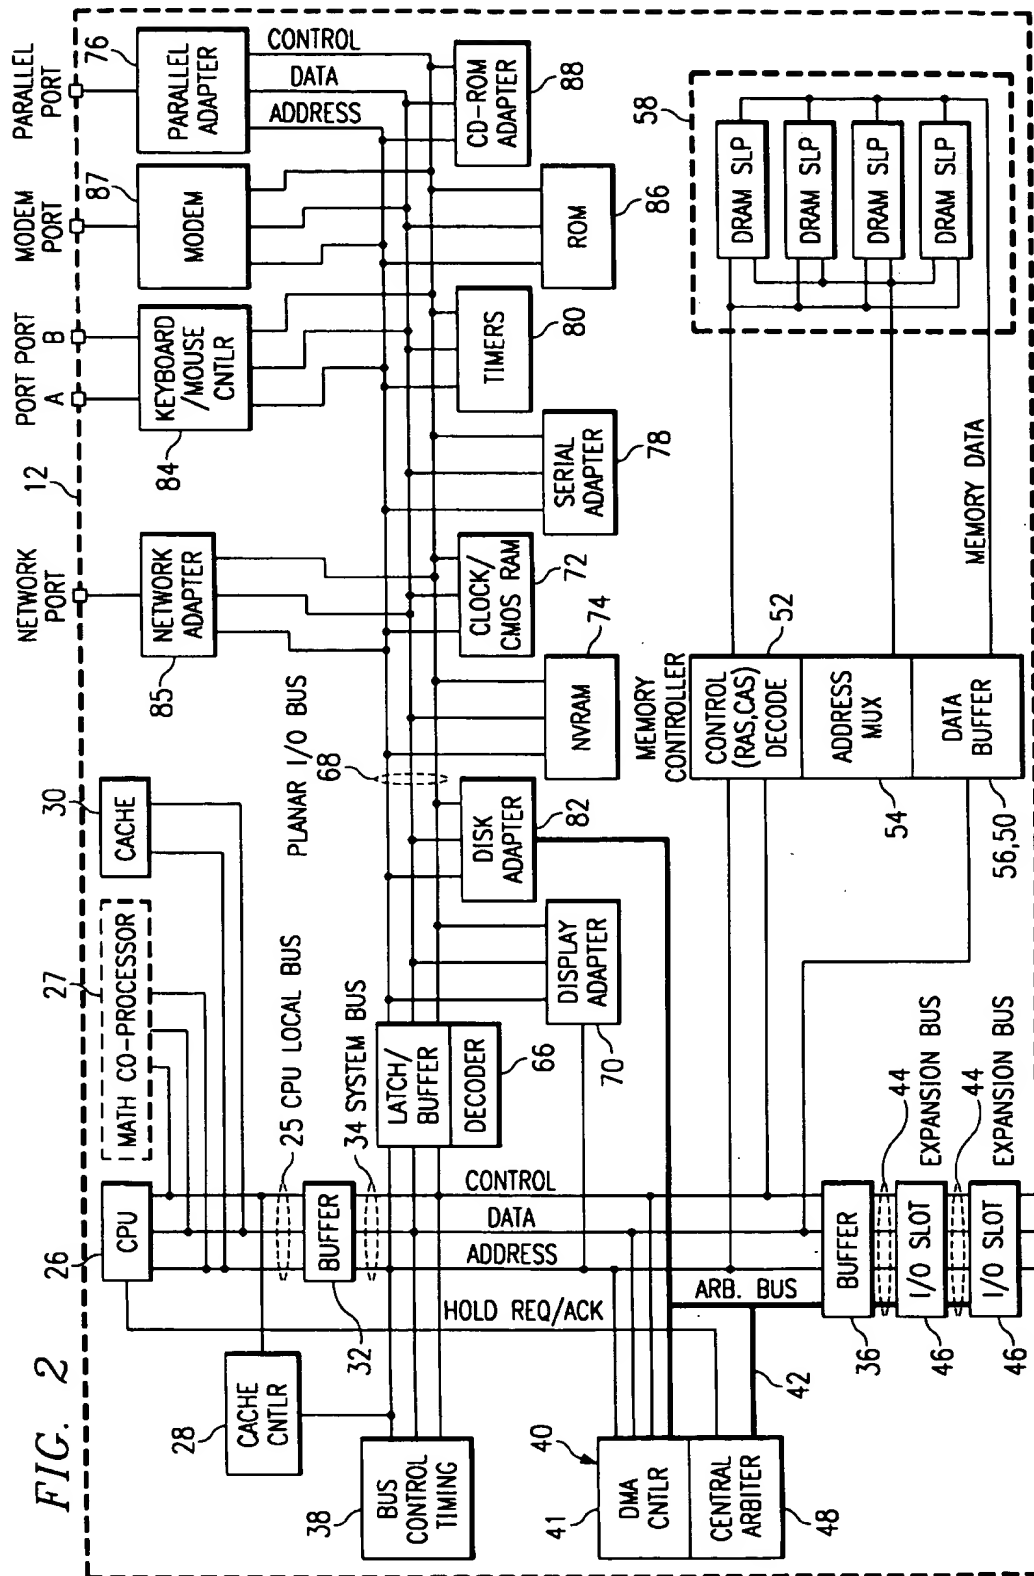 FIG. 2
12
NETWORK PORT
PORT A
PORT B
MODEM PORT
PARALLEL PORT
26
CPU
27
MATH CO-PROCESSOR
30
CACHE
85
NETWORK ADAPTER
84
KEYBOARD /MOUSE CNTLR
87
MODEM
76
PARALLEL ADAPTER
28
CACHE CNTLR
25 CPU LOCAL BUS
BUFFER
32
34 SYSTEM BUS
HOLD REQ/ACK
PLANAR I/O BUS
68
CONTROL
DATA
ADDRESS
38
BUS CONTROL TIMING
LATCH/ BUFFER
DECODER
66
DISPLAY ADAPTER
70
DISK ADAPTER
82
NVRAM
74
CLOCK/ CMOS RAM
72
SERIAL ADAPTER
78
TIMERS
80
ROM
86
CD-ROM ADAPTER
88
CONTROL
DATA
ADDRESS
ARB. BUS
40
41
DMA CNTLR
CENTRAL ARBITER
48
42
MEMORY CONTROLLER
CONTROL (RAS,CAS) DECODE
52
ADDRESS MUX
54
DATA BUFFER
56,50
MEMORY DATA
58
DRAM SLP
DRAM SLP
DRAM SLP
DRAM SLP
BUFFER
36
44
EXPANSION BUS
I/O SLOT
46
44
EXPANSION BUS
I/O SLOT
46